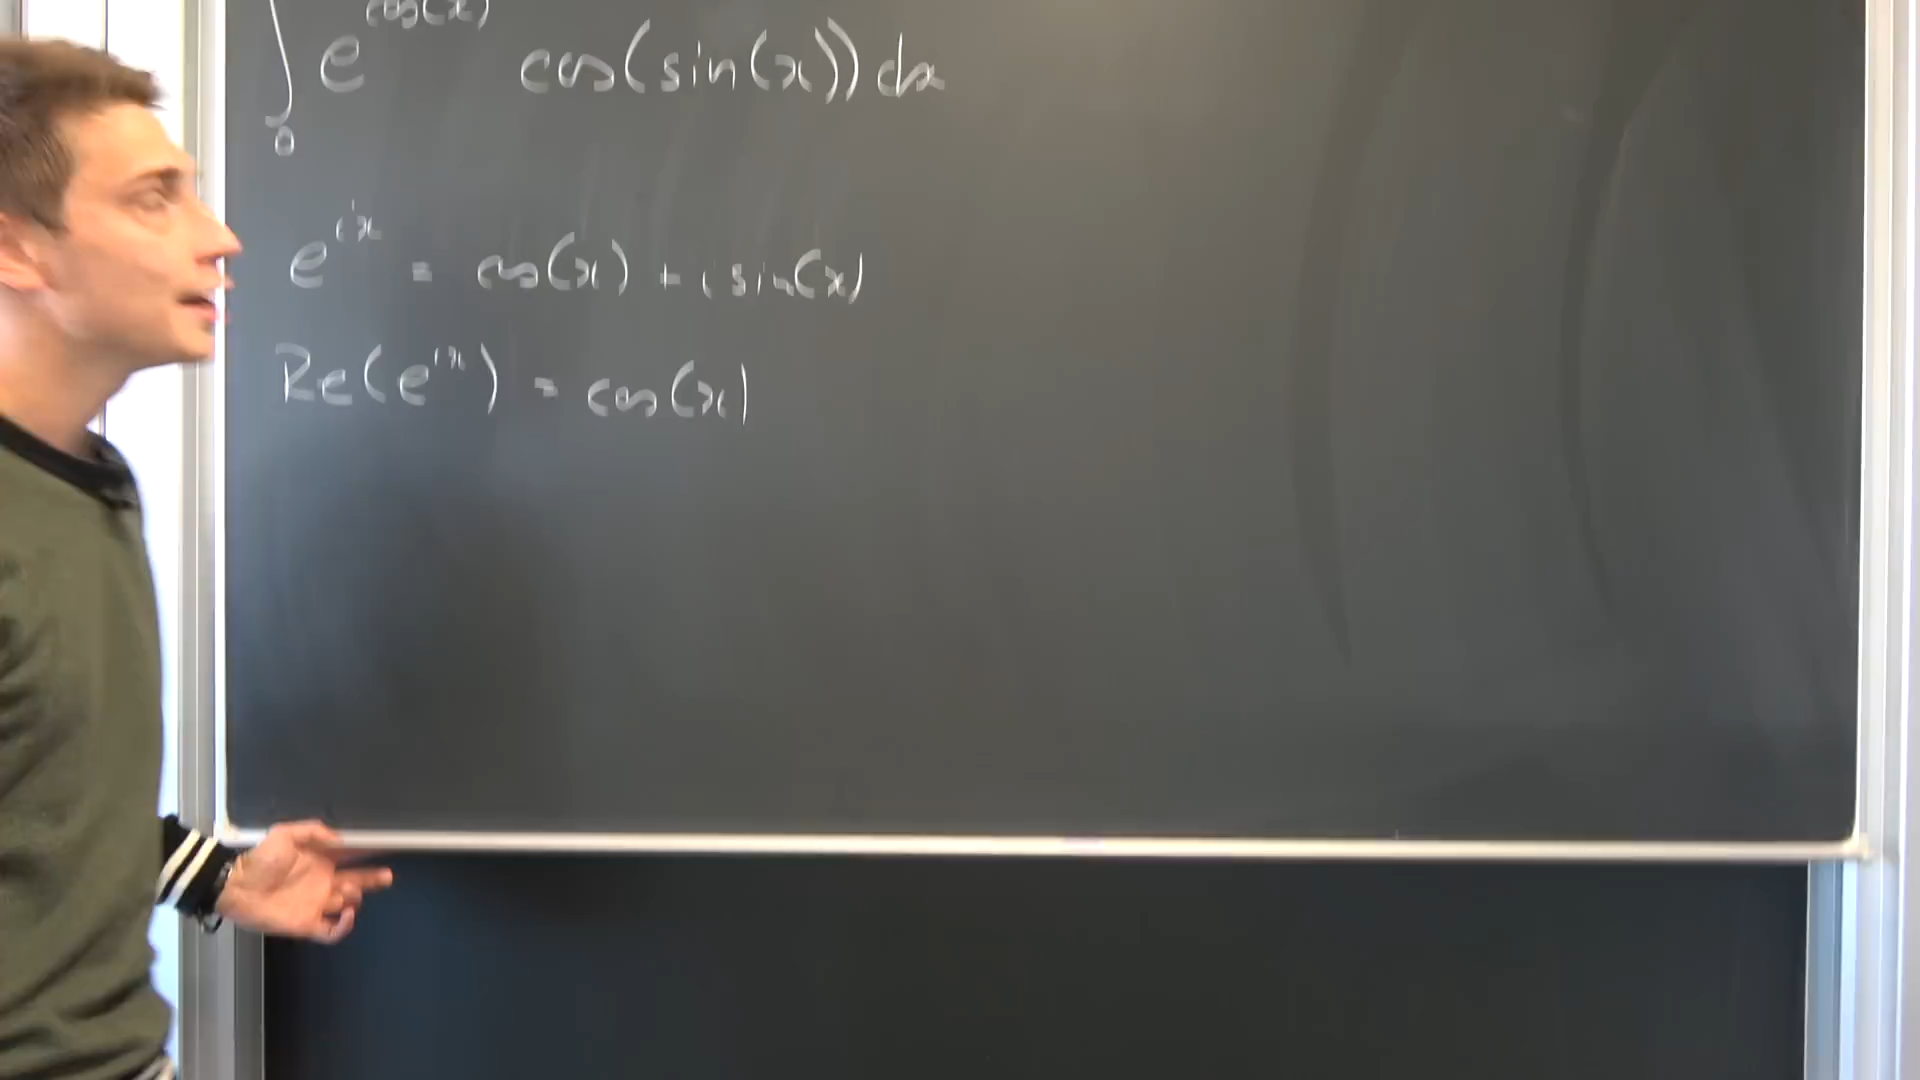 ∫₀ e^cos(x) cos(sin(x)) dx
e^ix = cos(x) + i sin(x)
Re(e^ix) = cos(x)